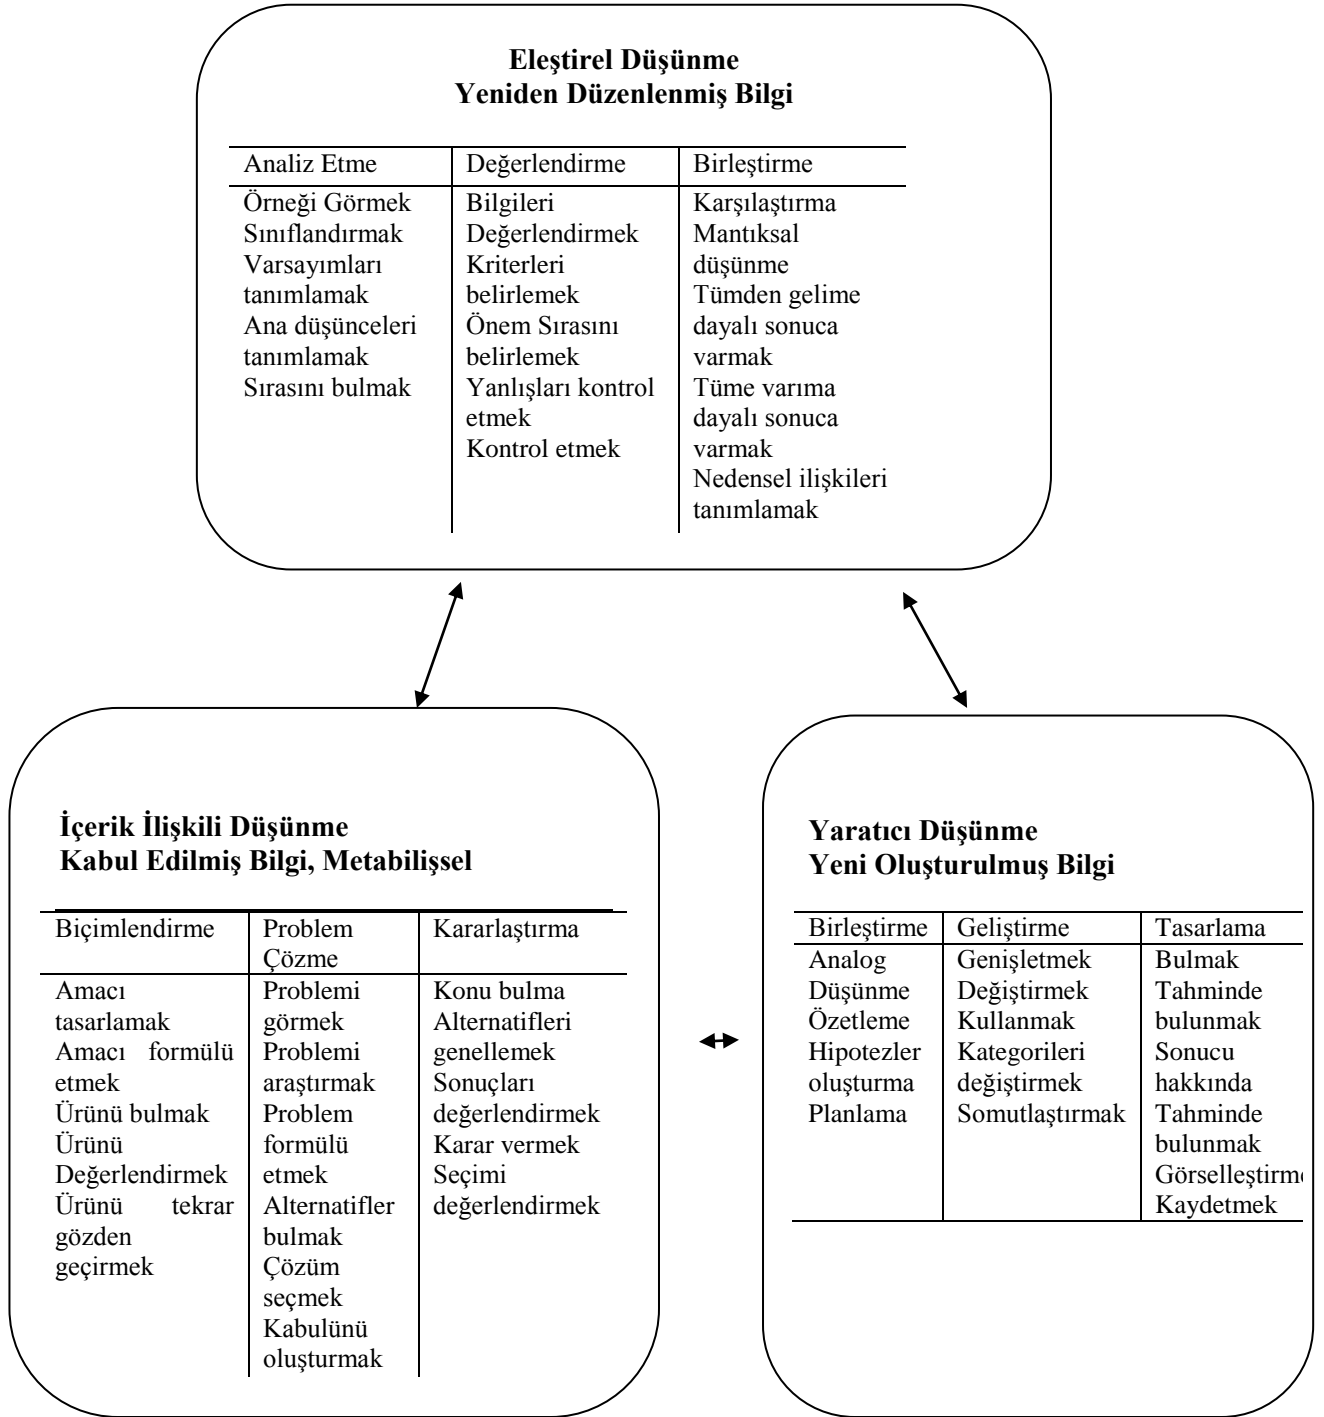 Eleştirel Düşünme
Yeniden Düzenlenmiş Bilgi
Analiz Etme
Örneği Görmek
Sınıflandırmak
Varsayımları
tanımlamak
Ana düşünceleri
tanımlamak
Sırasını bulmak
Değerlendirme
Bilgileri
Değerlendirmek
Kriterleri
belirlemek
Önem Sırasını
belirlemek
Yanlışları kontrol
etmek
Kontrol etmek
Birleştirme
Karşılaştırma
Mantıksal
düşünme
Tümden gelime
dayalı sonuca
varmak
Tüme varıma
dayalı sonuca
varmak
Nedensel ilişkileri
tanımlamak
İçerik İlişkili Düşünme
Kabul Edilmiş Bilgi, Metabilişsel
Biçimlendirme
Amacı
tasarlamak
Amacı formülü
etmek
Ürünü bulmak
Ürünü
Değerlendirmek
Ürünü tekrar
gözden
geçirmek
Problem
Çözme
Problemi
görmek
Problemi
araştırmak
Problem
formülü
etmek
Alternatifler
bulmak
Çözüm
seçmek
Kabulünü
oluşturmak
Kararlaştırma
Konu bulma
Alternatifleri
genellemek
Sonuçları
değerlendirmek
Karar vermek
Seçimi
değerlendirmek
Yaratıcı Düşünme
Yeni Oluşturulmuş Bilgi
Birleştirme
Analog
Düşünme
Özetleme
Hipotezler
oluşturma
Planlama
Geliştirme
Genişletmek
Değiştirmek
Kullanmak
Kategorileri
değiştirmek
Somutlaştırmak
Tasarlama
Bulmak
Tahminde
bulunmak
Sonucu
hakkında
Tahminde
bulunmak
Görselleştirme
Kaydetmek